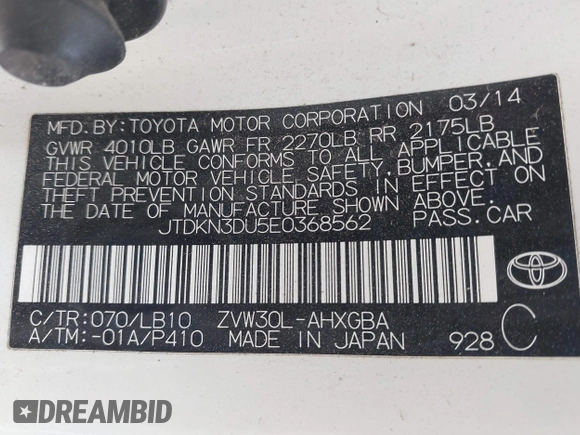 MFD. BY: TOYOTA MOTOR CORPORATION 03/14
GVWR 4010LB GAWR FR 2270LB RR 2175LB
THIS VEHICLE CONFORMS TO ALL APPLICABLE
FEDERAL MOTOR VEHICLE SAFETY, BUMPER, AND
THEFT PREVENTION STANDARDS IN EFFECT ON
THE DATE OF MANUFACTURE SHOWN ABOVE.
JTDKN3DU5E0368562 PASS. CAR
C/TR: 070/LB10 ZVW30L-AHXGBA
A/TM: -01A/P410 MADE IN JAPAN 928 C
TOYOTA
DREAMBID